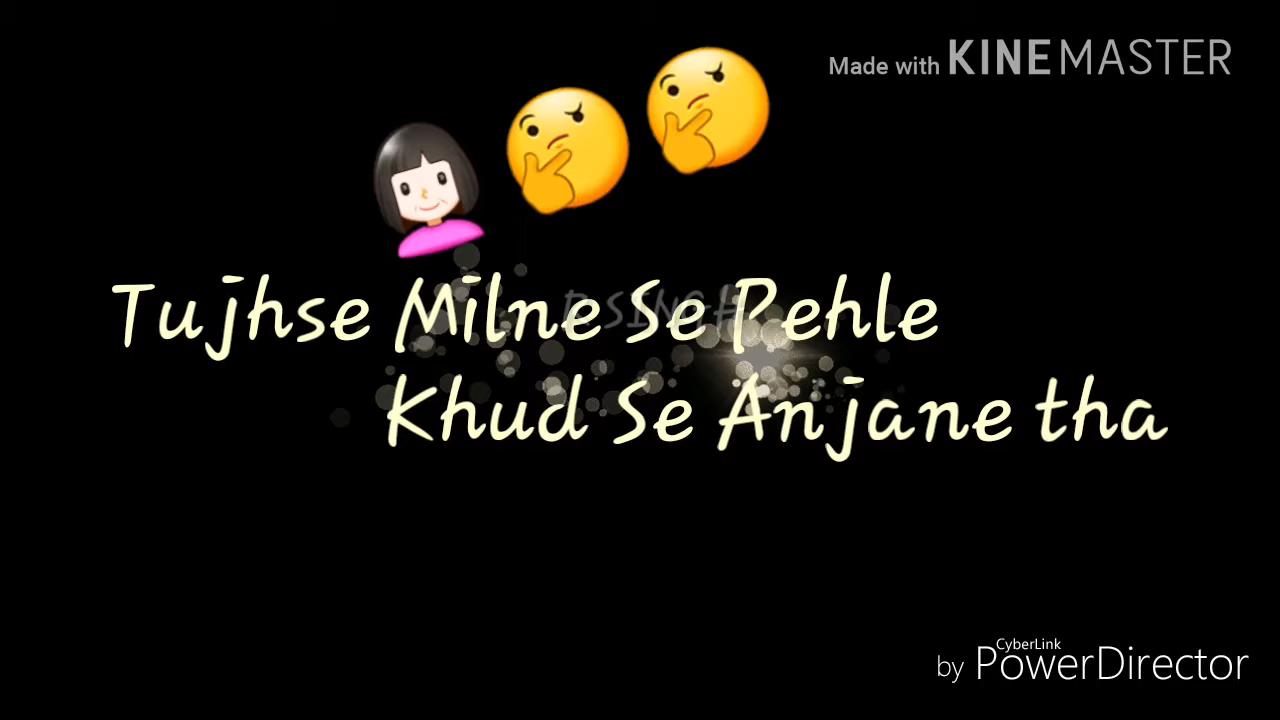 Made with KINEMASTER
Tujhse Milne Se Pehle
Khud Se Anjane tha
CyberLink
by PowerDirector